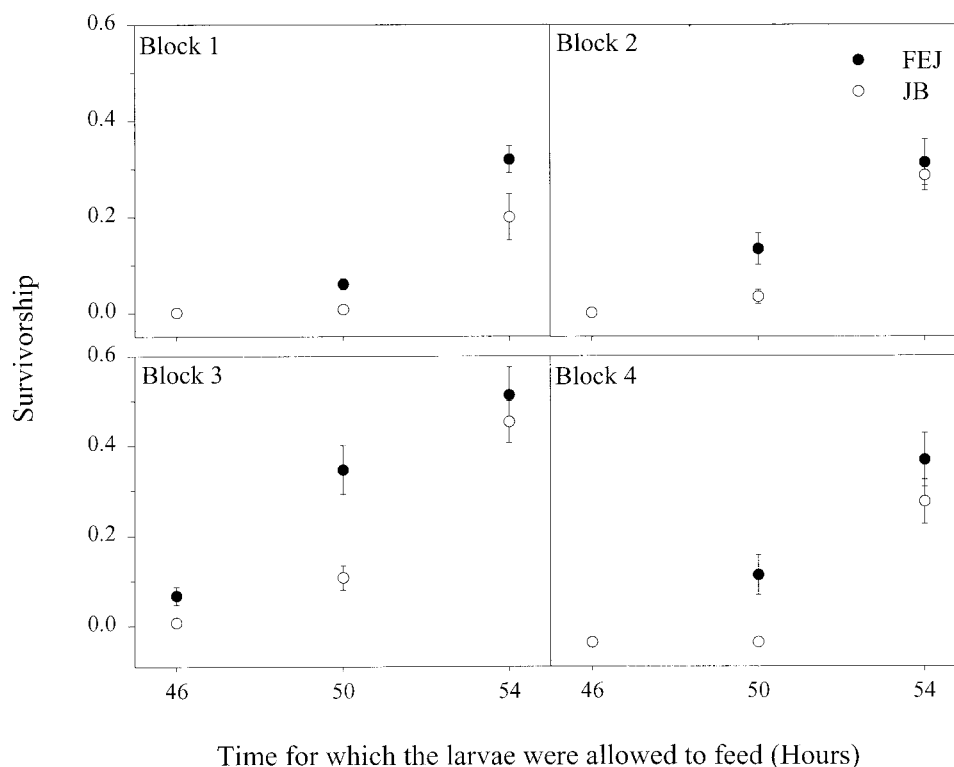 0.6
Block 1
Block 2
FEJ
JB
0.4
0.2
0.0
Survivorship
0.6
Block 3
Block 4
0.4
0.2
0.0
46
50
54
46
50
54
Time for which the larvae were allowed to feed (Hours)